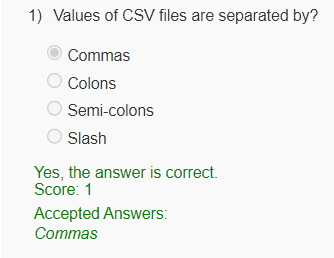 1) Values of CSV files are separated by?
Commas
Colons
Semi-colons
Slash
Yes, the answer is correct.
Score: 1
Accepted Answers:
Commas